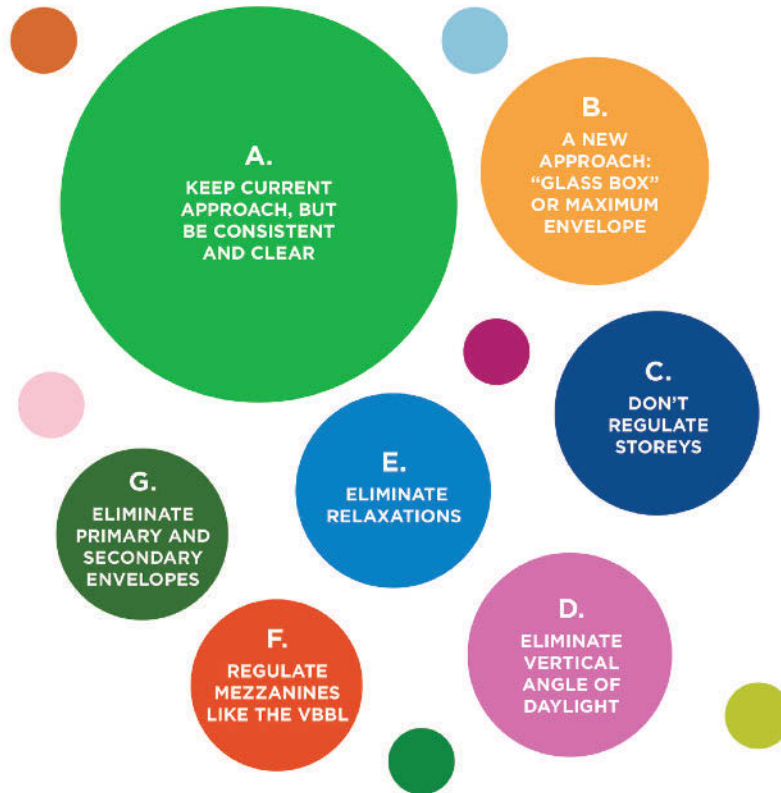 A.
KEEP CURRENT
APPROACH, BUT
BE CONSISTENT
AND CLEAR
B.
A NEW
APPROACH:
“GLASS BOX”
OR MAXIMUM
ENVELOPE
C.
DON’T
REGULATE
STOREYS
D.
ELIMINATE
VERTICAL
ANGLE OF
DAYLIGHT
E.
ELIMINATE
RELAXATIONS
F.
REGULATE
MEZZANINES
LIKE THE VBBL
G.
ELIMINATE
PRIMARY AND
SECONDARY
ENVELOPES